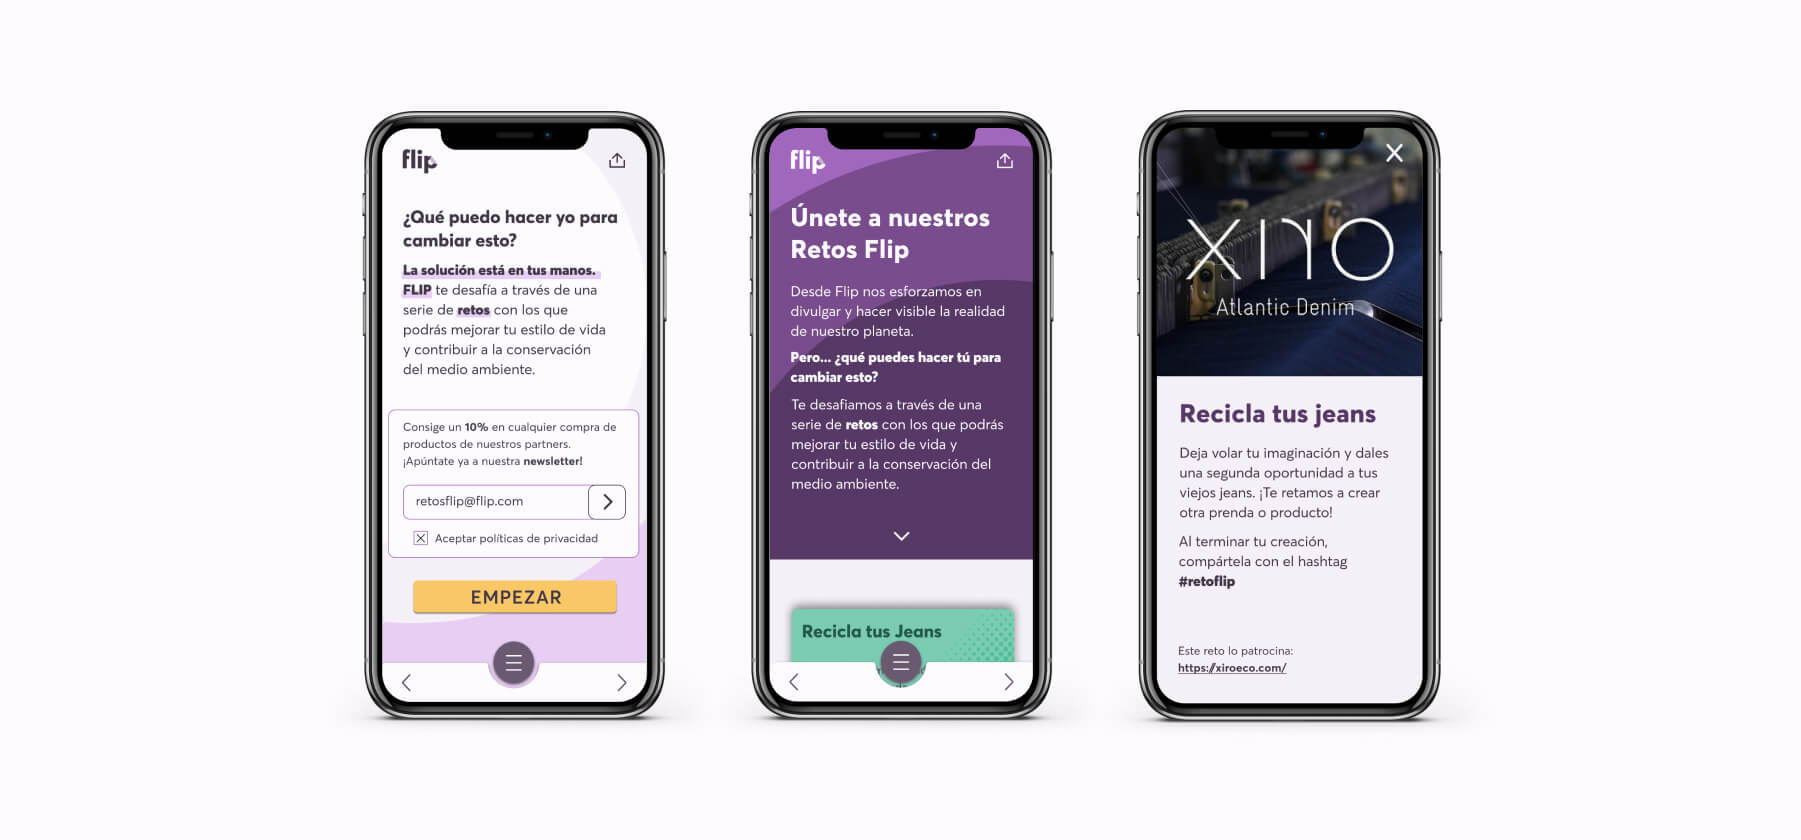 flip
¿Qué puedo hacer yo para
cambiar esto?
La solución está en tus manos.
FLIP te desafía a través de una
serie de retos con los que
podrás mejorar tu estilo de vida
y contribuir a la conservación
del medio ambiente.
Consige un 10% en cualquier compra de
productos de nuestros partners.
¡Apúntate ya a nuestra newsletter!
retosflip@flip.com
Aceptar políticas de privacidad
EMPEZAR
flip
Únete a nuestros
Retos Flip
Desde Flip nos esforzamos en
divulgar y hacer visible la realidad
de nuestro planeta.
Pero... ¿qué puedes hacer tú para
cambiar esto?
Te desafiamos a través de una
serie de retos con los que podrás
mejorar tu estilo de vida y
contribuir a la conservación del
medio ambiente.
Recicla tus Jeans
xiro
Atlantic Denim
Recicla tus jeans
Deja volar tu imaginación y dales
una segunda oportunidad a tus
viejos jeans. ¡Te retamos a crear
otra prenda o producto!
Al terminar tu creación,
compártela con el hashtag
#retoflip
Este reto lo patrocina:
https://xiroeco.com/